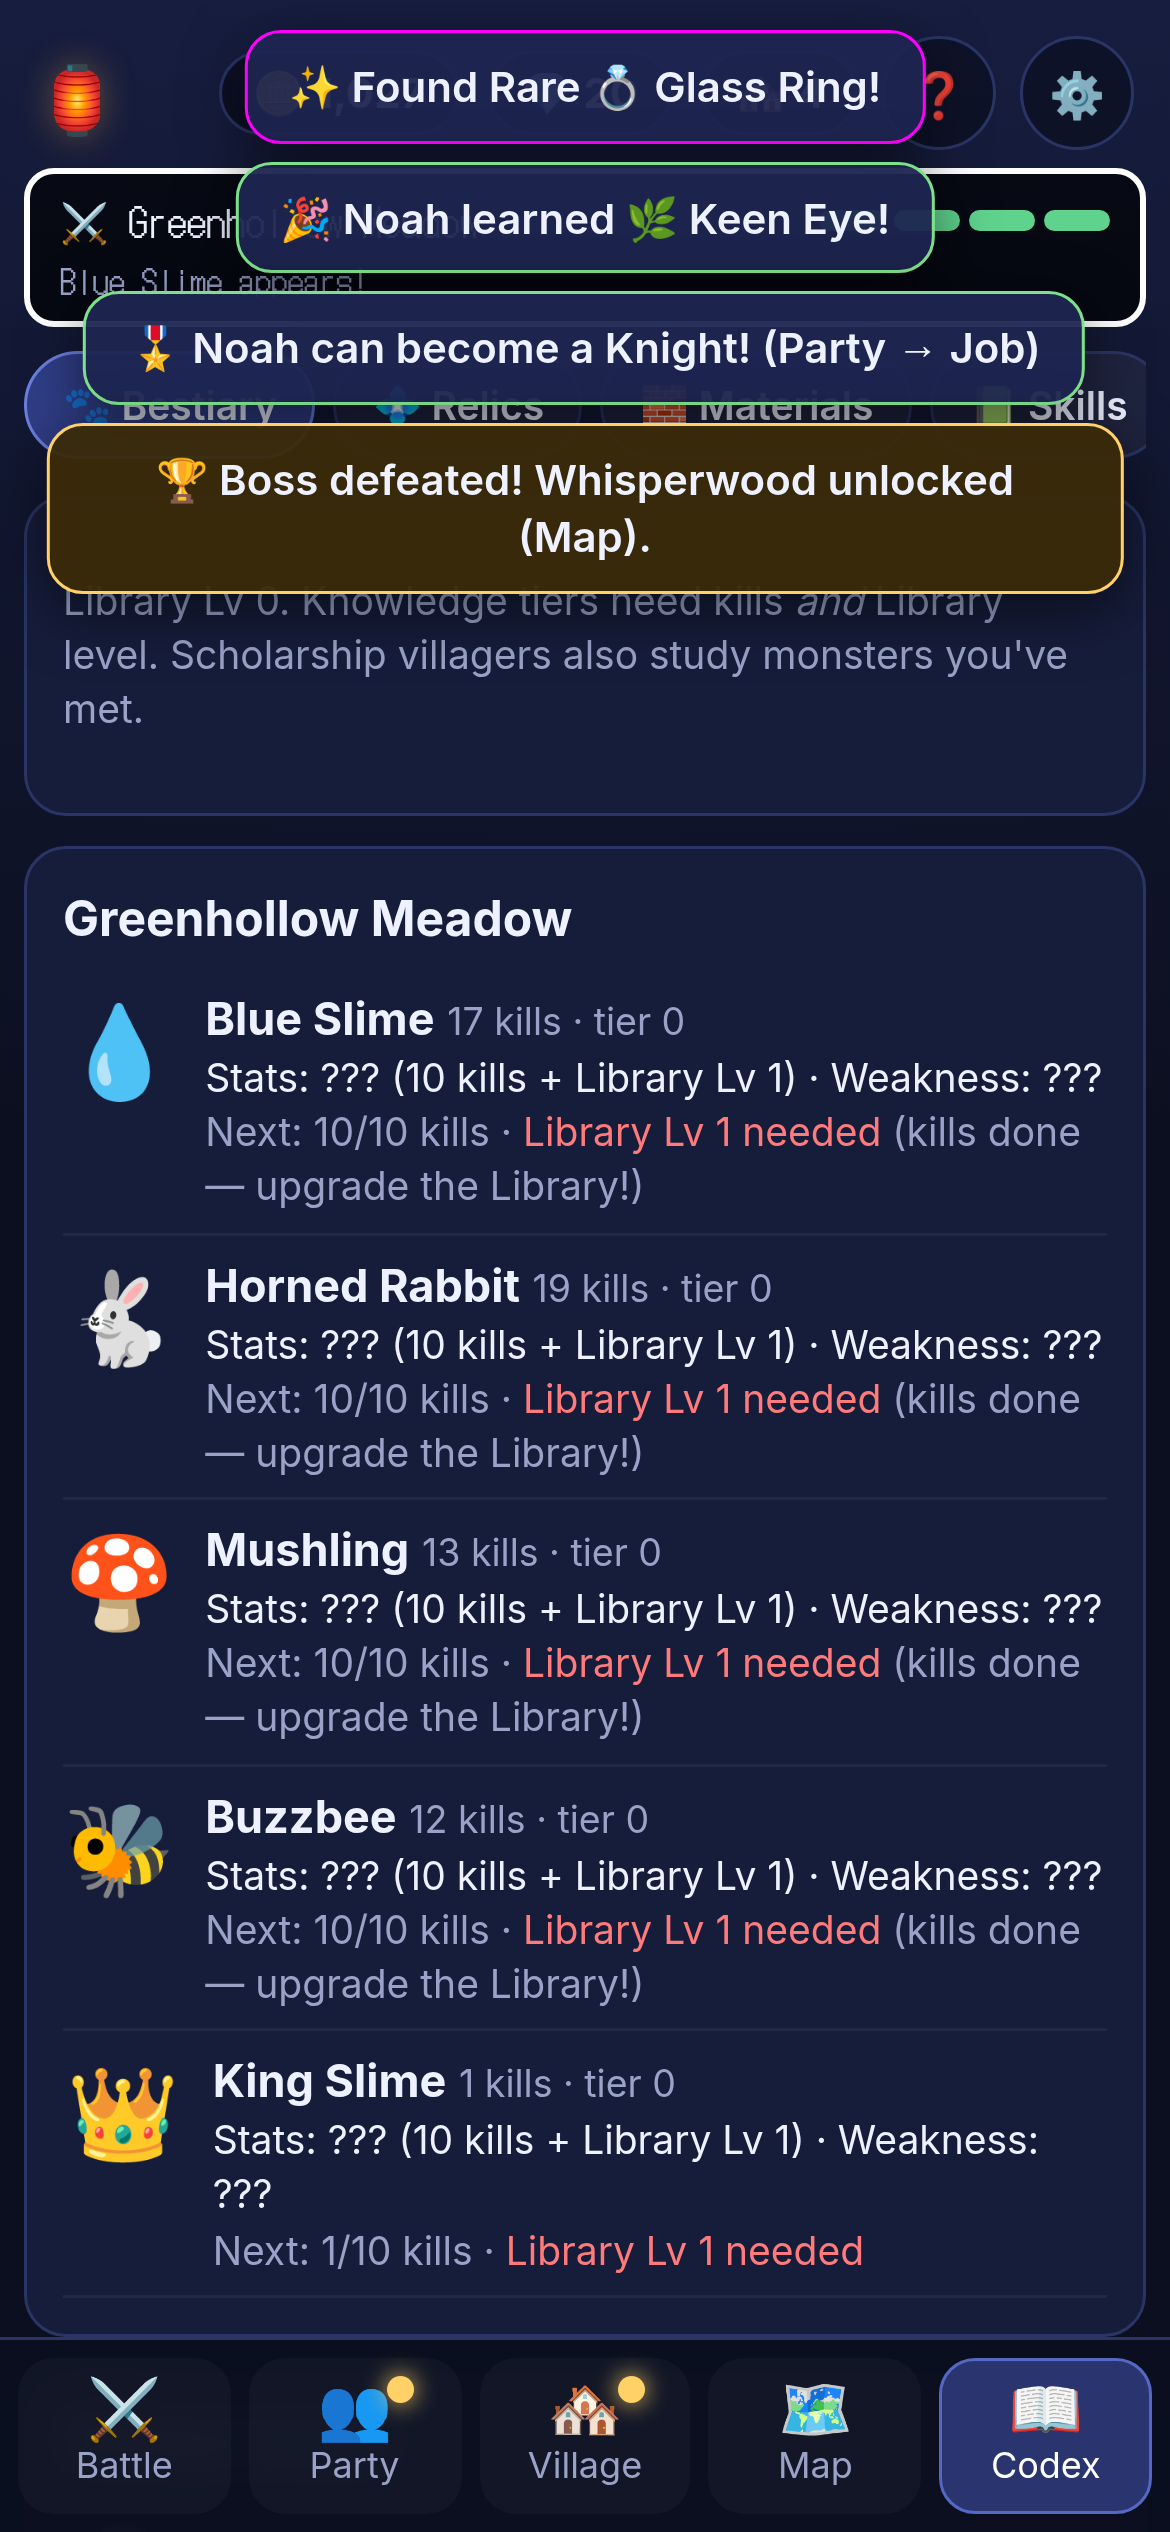 ✨ Found Rare 💍 Glass Ring!
❓ ⚙️
🎉 Noah learned 🌿 Keen Eye!
⚔️ Greenho
Blue Slime appears!
🎖️ Noah can become a Knight! (Party → Job)
🐾 Bestiary 💠 Relics 🧱 Materials 📗 Skills
🏆 Boss defeated! Whisperwood unlocked
(Map).
Library Lv 0. Knowledge tiers need kills and Library
level. Scholarship villagers also study monsters you've
met.
Greenhollow Meadow
Blue Slime 17 kills · tier 0
Stats: ??? (10 kills + Library Lv 1) · Weakness: ???
Next: 10/10 kills · Library Lv 1 needed (kills done
— upgrade the Library!)
Horned Rabbit 19 kills · tier 0
Stats: ??? (10 kills + Library Lv 1) · Weakness: ???
Next: 10/10 kills · Library Lv 1 needed (kills done
— upgrade the Library!)
Mushling 13 kills · tier 0
Stats: ??? (10 kills + Library Lv 1) · Weakness: ???
Next: 10/10 kills · Library Lv 1 needed (kills done
— upgrade the Library!)
Buzzbee 12 kills · tier 0
Stats: ??? (10 kills + Library Lv 1) · Weakness: ???
Next: 10/10 kills · Library Lv 1 needed (kills done
— upgrade the Library!)
King Slime 1 kills · tier 0
Stats: ??? (10 kills + Library Lv 1) · Weakness:
???
Next: 1/10 kills · Library Lv 1 needed
Battle Party Village Map Codex